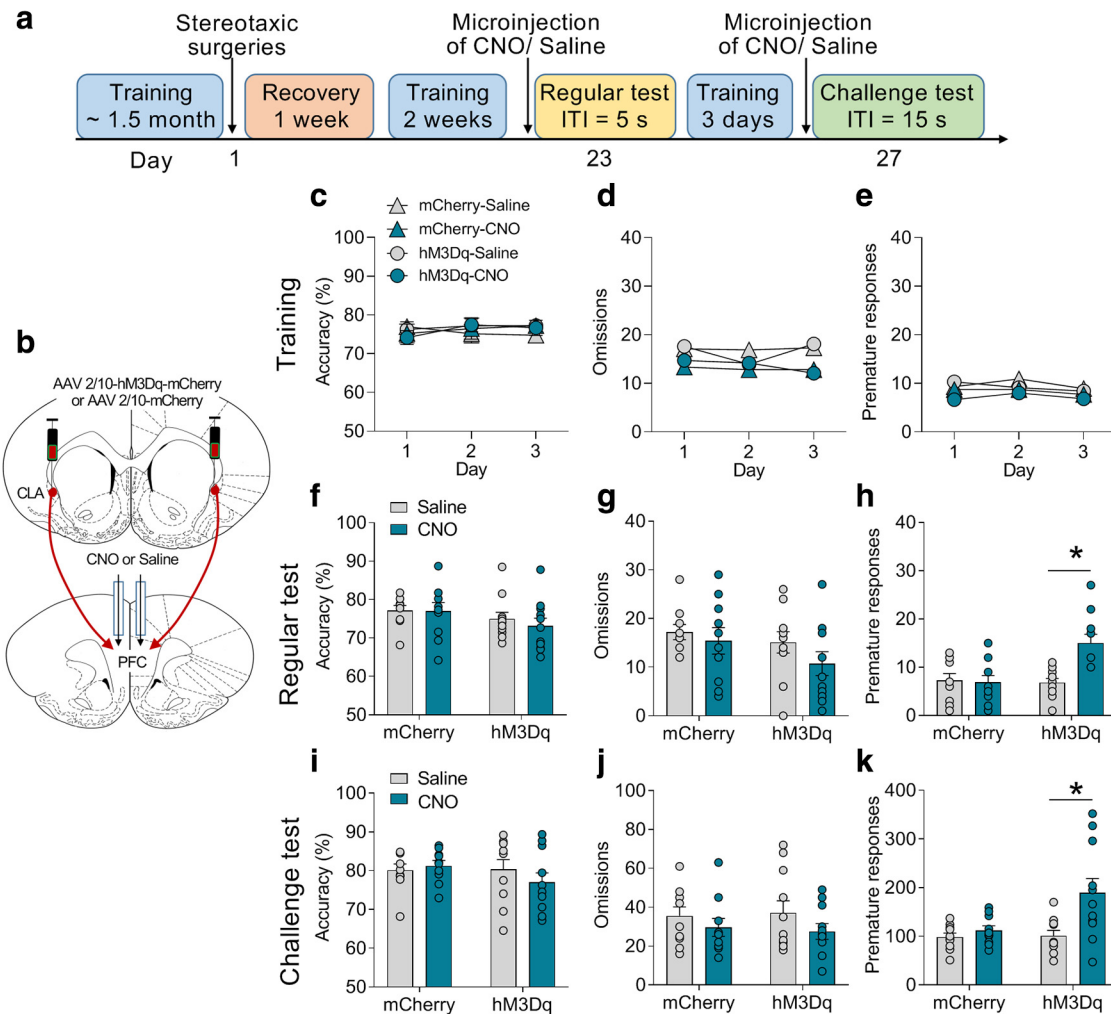 a
Stereotaxic
surgeries
Microinjection
of CNO/ Saline
Microinjection
of CNO/ Saline
Training
~ 1.5 month
Recovery
1 week
Training
2 weeks
Regular test
ITI = 5 s
Training
3 days
Challenge test
ITI = 15 s
Day
1
23
27
b
AAV 2/10-hM3Dq-mCherry
or AAV 2/10-mCherry
CLA
CNO or Saline
PFC
Training
c
mCherry-Saline
mCherry-CNO
hM3Dq-Saline
hM3Dq-CNO
Accuracy (%)
100
90
80
70
60
50
1 2 3
Day
d
Omissions
40
30
20
10
0
1 2 3
Day
e
Premature responses
40
30
20
10
0
1 2 3
Day
Regular test
f
Saline
CNO
Accuracy (%)
100
90
80
70
60
50
mCherry hM3Dq
g
Omissions
40
30
20
10
0
mCherry hM3Dq
h
Premature responses
40
30
20
10
0
*
mCherry hM3Dq
Challenge test
i
Saline
CNO
Accuracy (%)
100
90
80
70
60
50
mCherry hM3Dq
j
Omissions
100
80
60
40
20
0
mCherry hM3Dq
k
Premature responses
400
300
200
100
0
*
mCherry hM3Dq